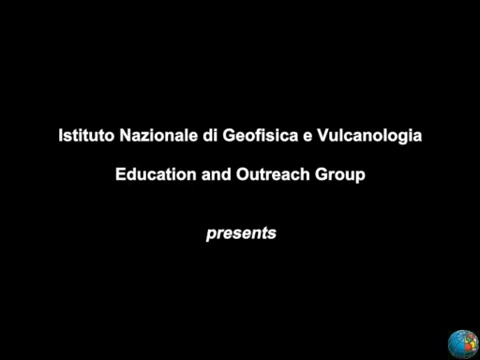 Istituto Nazionale di Geofisica e Vulcanologia
Education and Outreach Group
presents